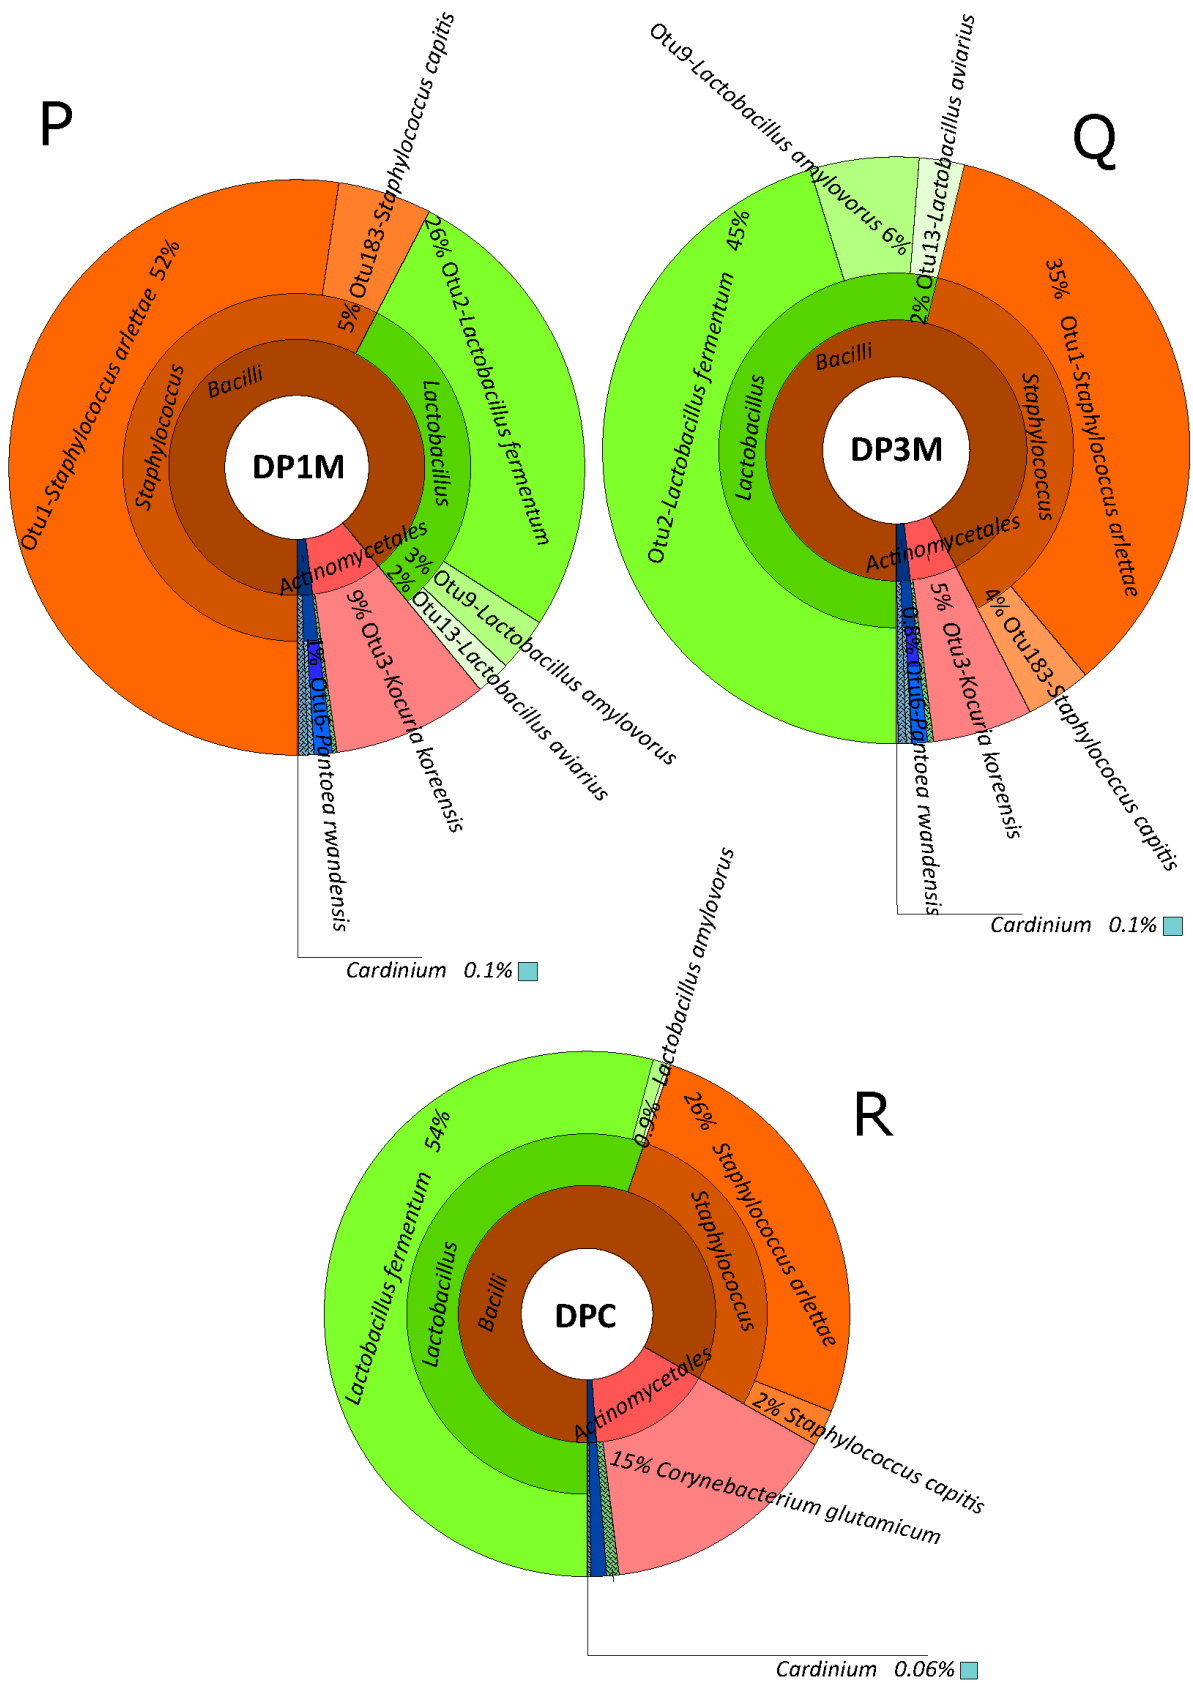 P
Otu1-Staphylococcus arlettae 52%
5% Otu183-Staphylococcus capitis
26% Otu2-Lactobacillus fermentum
Staphylococcus
Bacilli
Lactobacillus
DP1M
Actinomycetales
3% Otu9-Lactobacillus amylovorus
2% Otu13-Lactobacillus aviarius
9% Otu3-Kocuria koreensis
1% Otu6-Pantoea rwandensis
Cardinium 0.1%
Q
Otu9-Lactobacillus amylovorus 6%
2% Otu13-Lactobacillus aviarius
Otu2-Lactobacillus fermentum 45%
35% Otu1-Staphylococcus arlettae
Lactobacillus
Bacilli
Staphylococcus
DP3M
Actinomycetales
4% Otu183-Staphylococcus capitis
5% Otu3-Kocuria koreensis
0.8% Otu6-Pantoea rwandensis
Cardinium 0.1%
R
0.9% Lactobacillus amylovorus
Lactobacillus fermentum 54%
26% Staphylococcus arlettae
Lactobacillus
Bacilli
Staphylococcus
DPC
Actinomycetales
2% Staphylococcus capitis
15% Corynebacterium glutamicum
Cardinium 0.06%